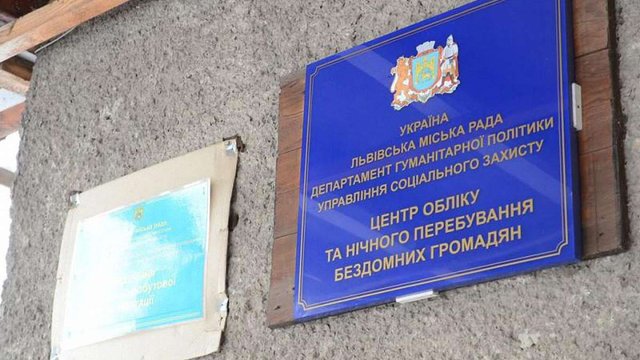 УКРАЇНА
ЛЬВІВСЬКА МІСЬКА РАДА
ДЕПАРТАМЕНТ ГУМАНІТАРНОЇ ПОЛІТИКИ
УПРАВЛІННЯ СОЦІАЛЬНОГО ЗАХИСТУ
ЦЕНТР ОБЛІКУ
ТА НІЧНОГО ПЕРЕБУВАННЯ
БЕЗДОМНИХ ГРОМАДЯН